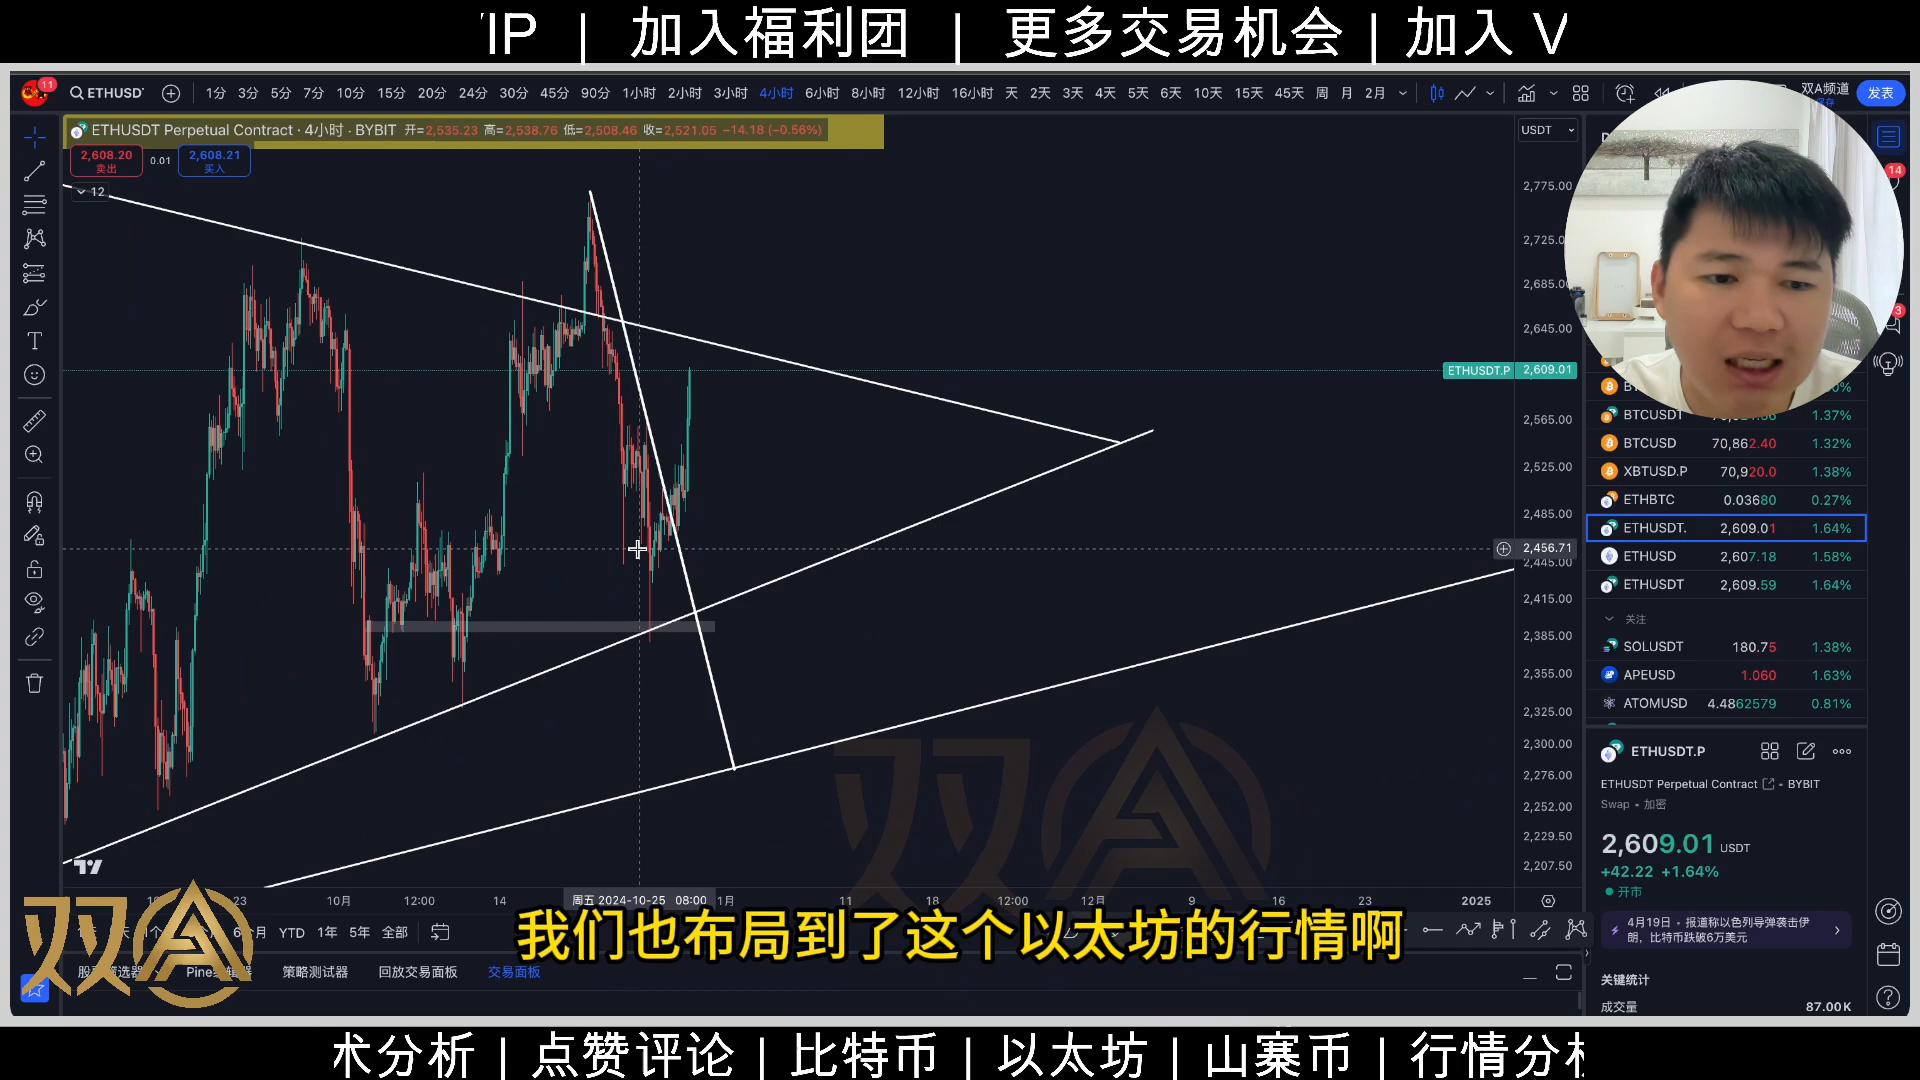 IP | 加入福利团 | 更多交易机会 | 加入 V
11
ETHUSD
1分 3分 5分 7分 10分 15分 20分 24分 30分 45分 90分 1小时 2小时 3小时 4小时 6小时 8小时 12小时 16小时 天 2天 3天 4天 5天 6天 10天 15天 45天 周 月 2月
双A频道
保存
发表
ETHUSDT Perpetual Contract · 4小时 · BYBIT 开=2,535.23 高=2,538.76 低=2,508.46 收=2,521.05 −14.18 (−0.56%)
USDT
2,608.20
卖出
0.01
2,608.21
买入
12
2,775.00
2,725.0
2,685.0
2,645.00
ETHUSDT.P 2,609.01
2,565.00
2,525.00
2,485.00
2,456.71
2,445.00
2,415.00
2,385.00
2,355.00
2,325.00
2,300.00
2,276.00
2,252.00
2,229.50
2,207.50
14
3
BTCUSDT 1.37%
BTCUSD 70,862.40 1.32%
XBTUSD.P 70,920.0 1.38%
ETHBTC 0.03680 0.27%
ETHUSDT. 2,609.01 1.64%
ETHUSD 2,607.18 1.58%
ETHUSDT 2,609.59 1.64%
关注
SOLUSDT 180.75 1.38%
APEUSD 1.060 1.63%
ATOMUSD 4.4862579 0.81%
ETHUSDT.P
ETHUSDT Perpetual Contract · BYBIT
Swap · 加密
2,609.01 USDT
+42.22 +1.64%
开市
4月19日 · 报道称以色列导弹袭击伊
朗，比特币跌破6万美元
关键统计
成交量 87.00K
双A
23 10月 12:00 14 周五 2024-10-25 08:00 1月 11 18 12:00 12月 9 16 23 2025
双A
6个月 YTD 1年 5年 全部
我们也布局到了这个以太坊的行情啊
策略测试器 回放交易面板 交易面板
术分析 | 点赞评论 | 比特币 | 以太坊 | 山寨币 | 行情分析